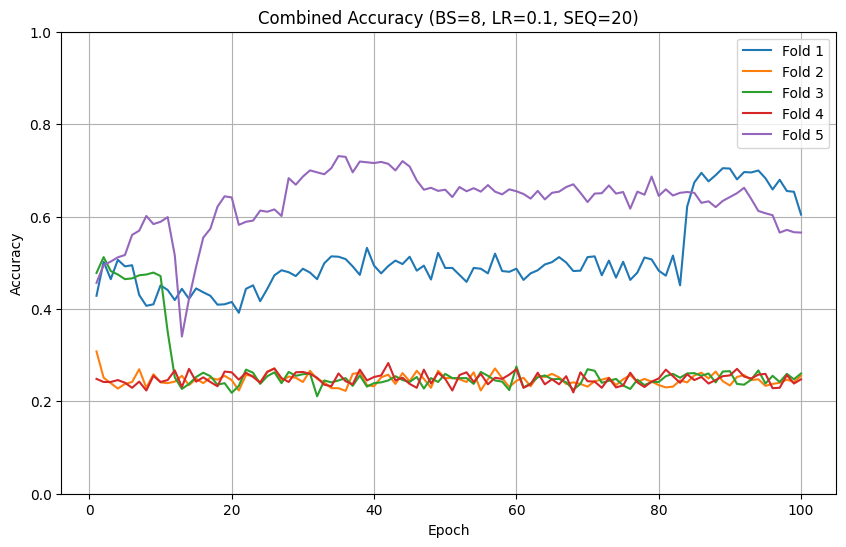 Combined Accuracy (BS=8, LR=0.1, SEQ=20)
1.0
0.8
0.6
0.4
0.2
0.0
Accuracy
Fold 1
Fold 2
Fold 3
Fold 4
Fold 5
0 20 40 60 80 100
Epoch